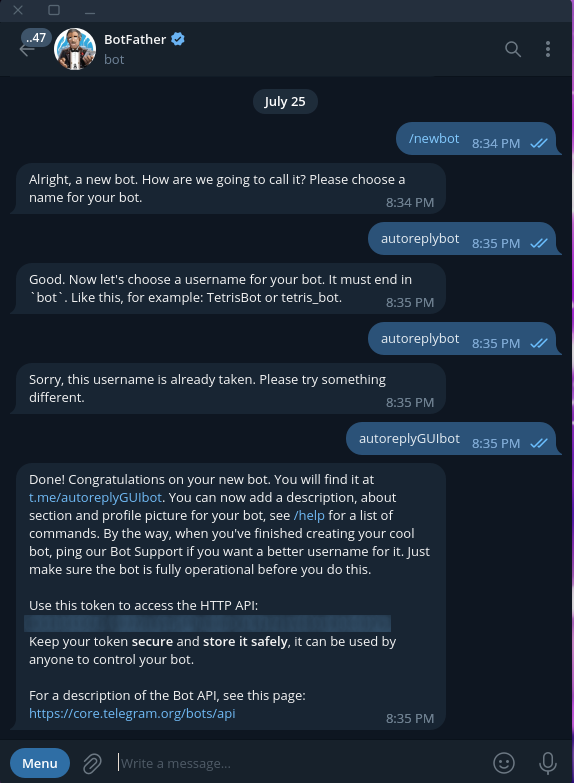 ..47
BotFather
bot
July 25
/newbot 8:34 PM
Alright, a new bot. How are we going to call it? Please choose a
name for your bot. 8:34 PM
autoreplybot 8:35 PM
Good. Now let's choose a username for your bot. It must end in
`bot`. Like this, for example: TetrisBot or tetris_bot. 8:35 PM
autoreplybot 8:35 PM
Sorry, this username is already taken. Please try something
different. 8:35 PM
autoreplyGUIbot 8:35 PM
Done! Congratulations on your new bot. You will find it at
t.me/autoreplyGUIbot. You can now add a description, about
section and profile picture for your bot, see /help for a list of
commands. By the way, when you've finished creating your cool
bot, ping our Bot Support if you want a better username for it. Just
make sure the bot is fully operational before you do this.
Use this token to access the HTTP API:
Keep your token secure and store it safely, it can be used by
anyone to control your bot.
For a description of the Bot API, see this page:
https://core.telegram.org/bots/api 8:35 PM
Menu Write a message...